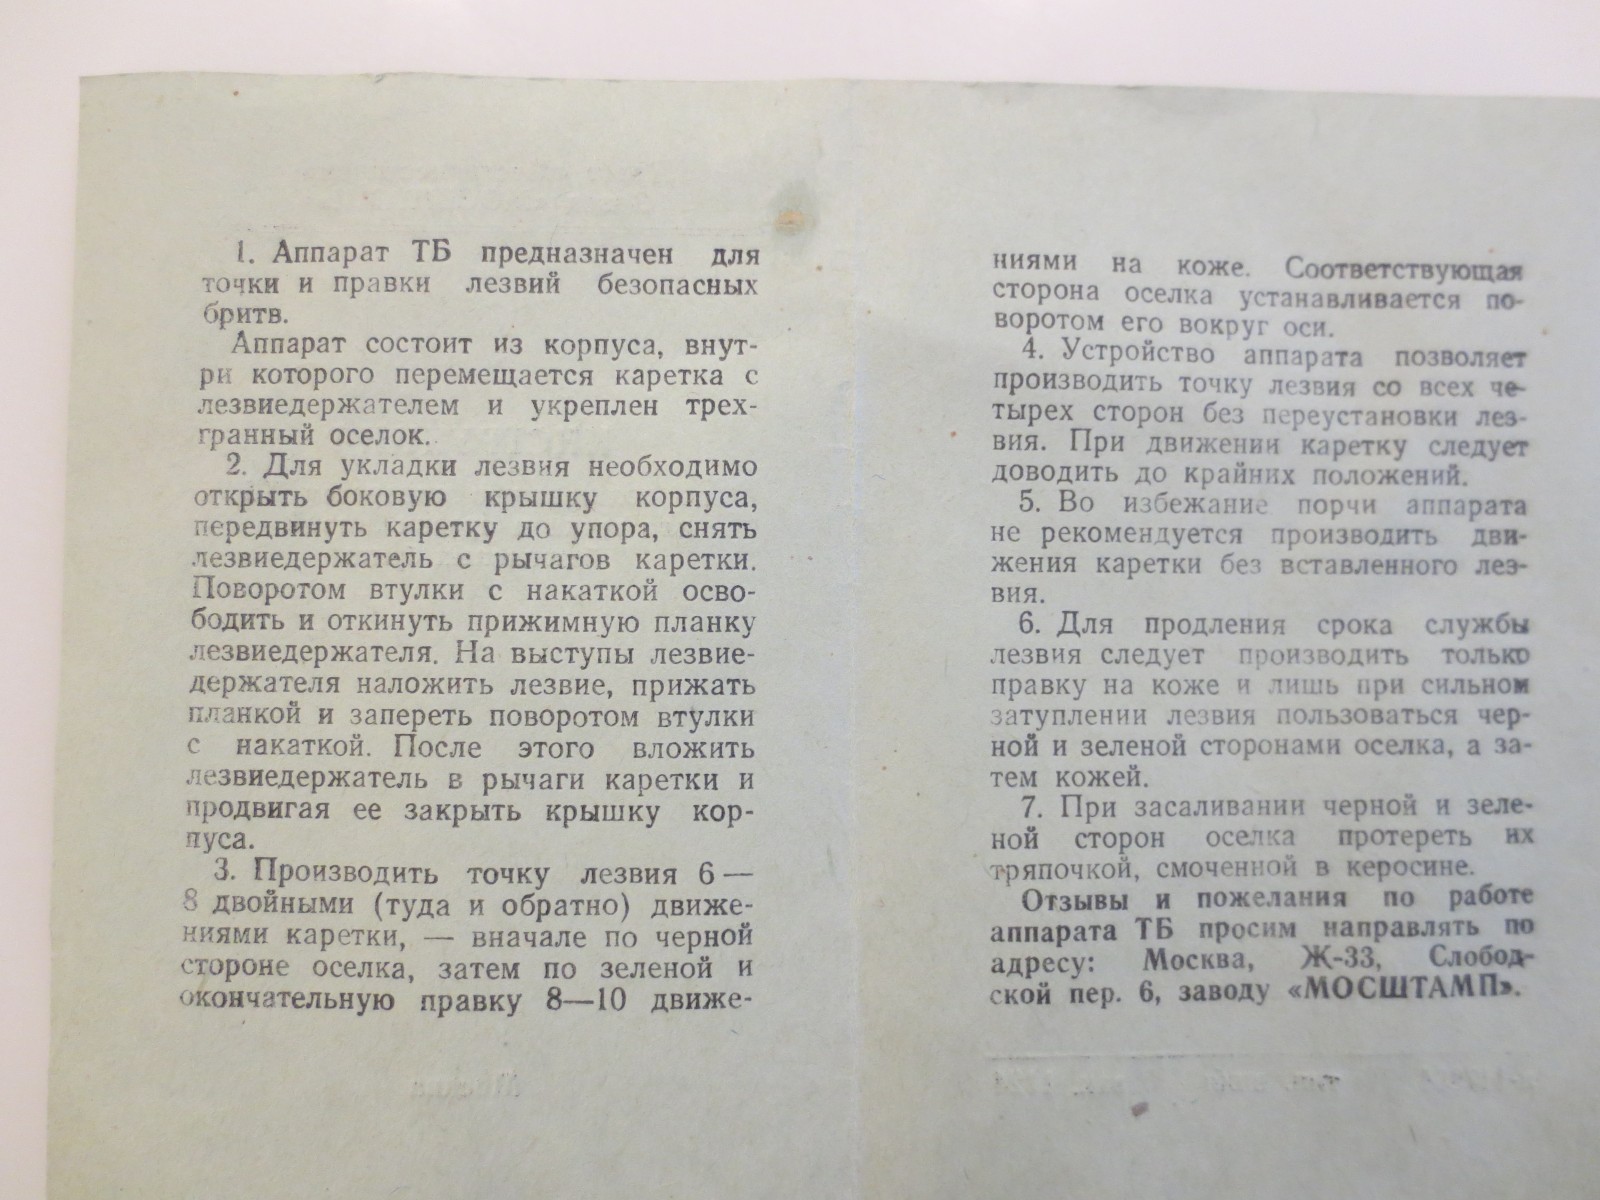 1. Аппарат ТБ предназначен для
точки и правки лезвий безопасных
бритв.
Аппарат состоит из корпуса, внут-
ри которого перемещается каретка с
лезвиедержателем и укреплен трех-
гранный оселок.
2. Для укладки лезвия необходимо
открыть боковую крышку корпуса,
передвинуть каретку до упора, снять
лезвиедержатель с рычагов каретки.
Поворотом втулки с накаткой осво-
бодить и откинуть прижимную планку
лезвиедержателя. На выступы лезвие-
держателя наложить лезвие, прижать
планкой и запереть поворотом втулки
с накаткой. После этого вложить
лезвиедержатель в рычаги каретки и
продвигая ее закрыть крышку кор-
пуса.
3. Производить точку лезвия 6—
8 двойными (туда и обратно) движе-
ниями каретки, — вначале по черной
стороне оселка, затем по зеленой и
окончательную правку 8—10 движе-
ниями на коже. Соответствующая
сторона оселка устанавливается по-
воротом его вокруг оси.
4. Устройство аппарата позволяет
производить точку лезвия со всех че-
тырех сторон без переустановки лез-
вия. При движении каретку следует
доводить до крайних положений.
5. Во избежание порчи аппарата
не рекомендуется производить дви-
жения каретки без вставленного лез-
вия.
6. Для продления срока службы
лезвия следует производить только
правку на коже и лишь при сильном
затуплении лезвия пользоваться чер-
ной и зеленой сторонами оселка, а за-
тем кожей.
7. При засаливании черной и зеле-
ной сторон оселка протереть их
тряпочкой, смоченной в керосине.
Отзывы и пожелания по работе
аппарата ТБ просим направлять по
адресу: Москва, Ж-33, Слобод-
ской пер. 6, заводу «МОСШТАМП».